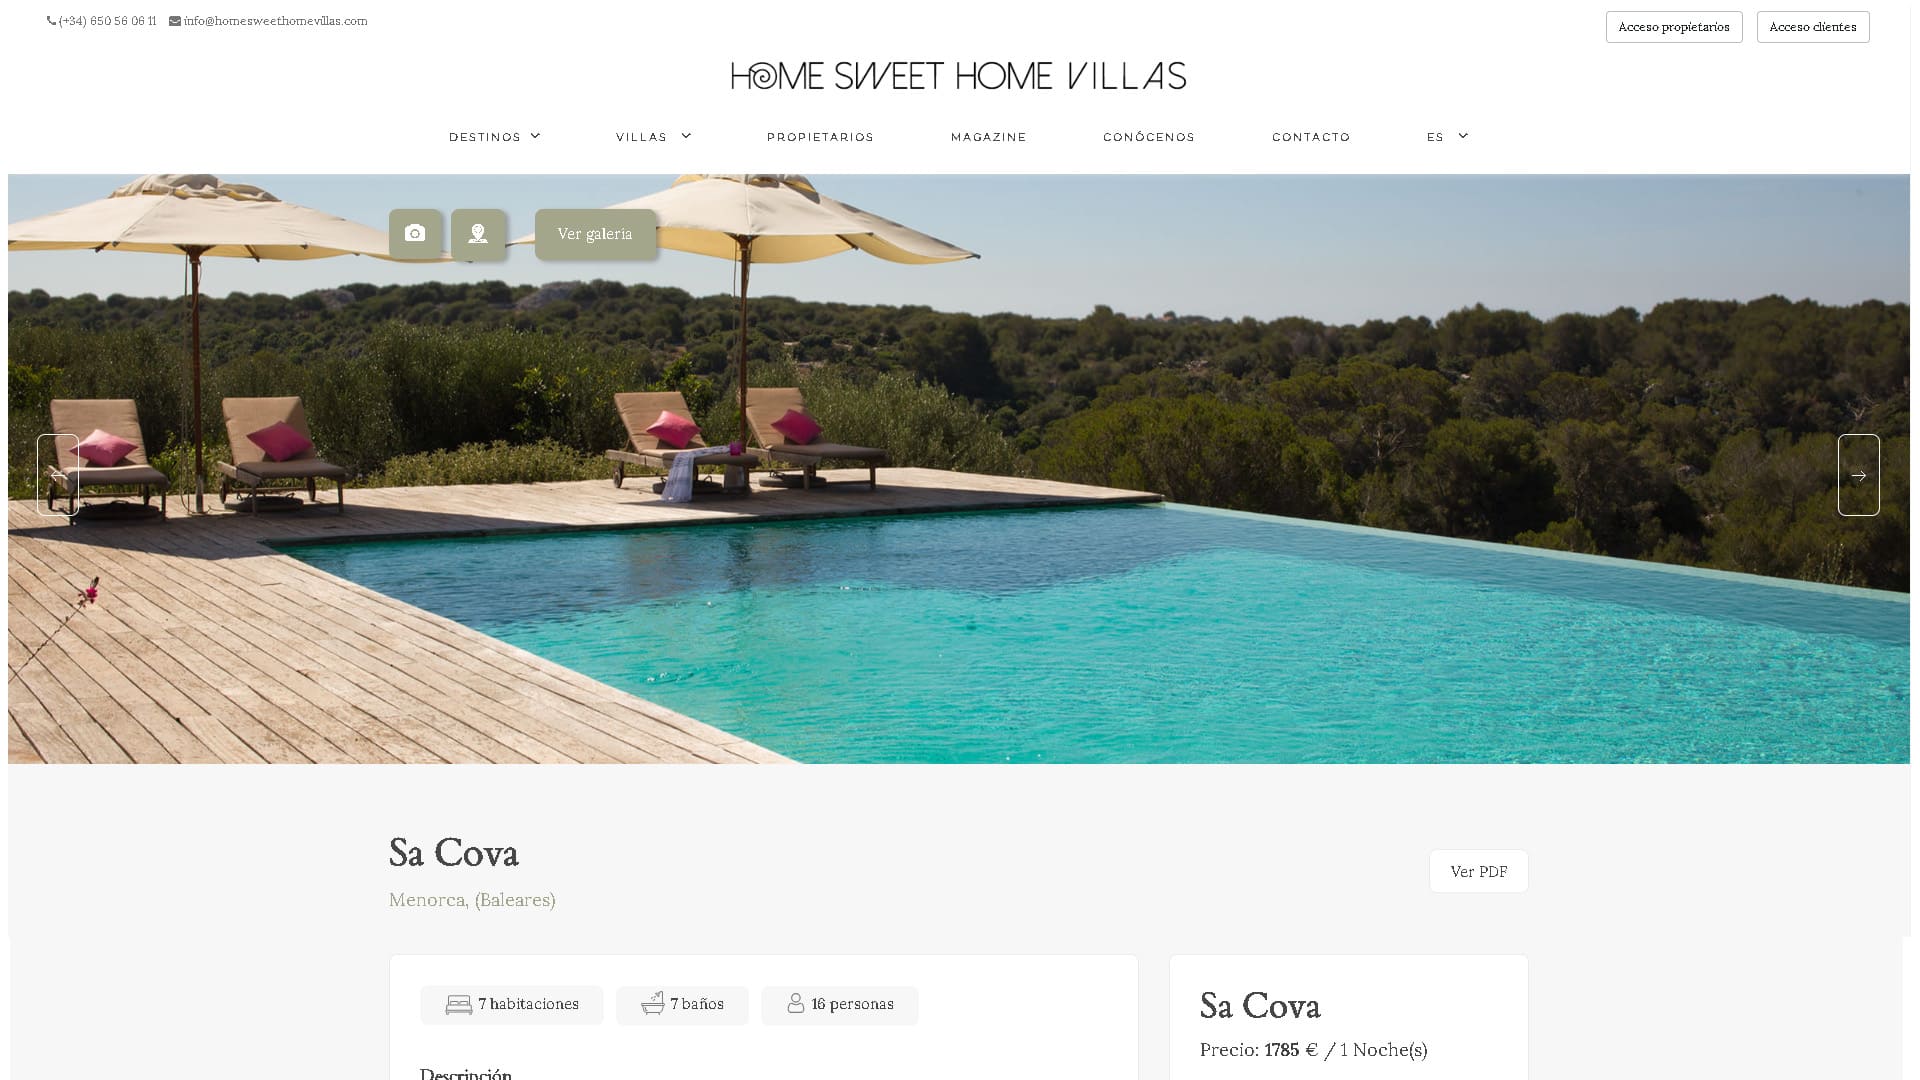 (+34) 650 56 06 11 info@homesweethomevillas.com
Acceso propietarios Acceso clientes
HOME SWEET HOME VILLAS
DESTINOS VILLAS PROPIETARIOS MAGAZINE CONÓCENOS CONTACTO ES
Ver galería
Sa Cova
Menorca, (Baleares)
Ver PDF
7 habitaciones 7 baños 16 personas
Descripción
Sa Cova
Precio: 1785 € / 1 Noche(s)